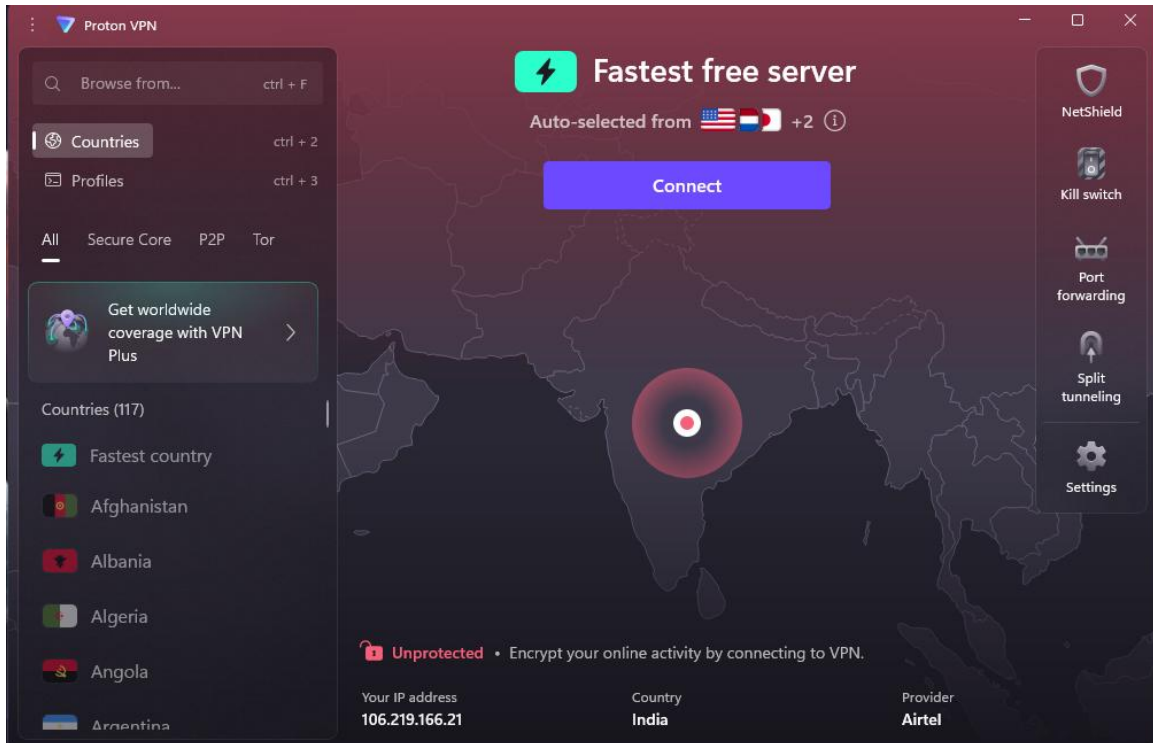 Proton VPN
Browse from... ctrl + F
Countries ctrl + 2
Profiles ctrl + 3
All Secure Core P2P Tor
Get worldwide
coverage with VPN
Plus
Countries (117)
Fastest country
Afghanistan
Albania
Algeria
Angola
Argentina
Fastest free server
Auto-selected from +2
Connect
Unprotected • Encrypt your online activity by connecting to VPN.
Your IP address Country Provider
106.219.166.21 India Airtel
NetShield
Kill switch
Port
forwarding
Split
tunneling
Settings